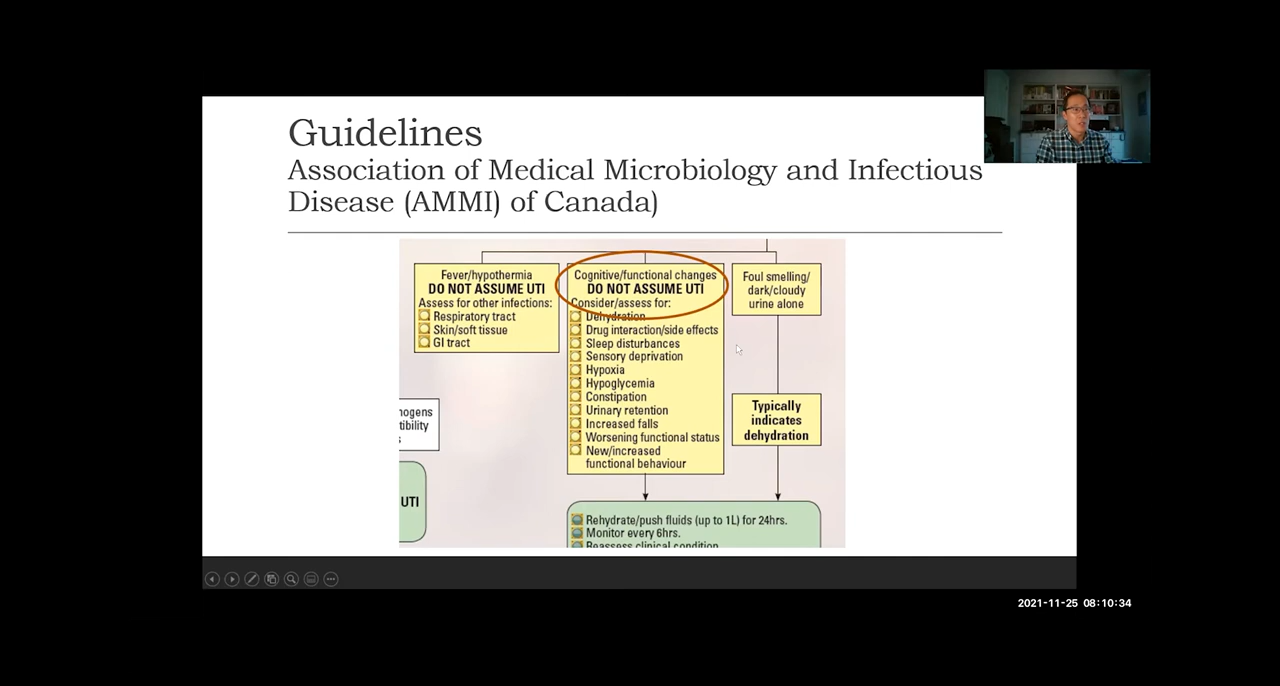 Guidelines
Association of Medical Microbiology and Infectious
Disease (AMMI) of Canada)
Fever/hypothermia
DO NOT ASSUME UTI
Assess for other infections:
Respiratory tract
Skin/soft tissue
GI tract
Cognitive/functional changes
DO NOT ASSUME UTI
Consider/assess for:
Dehydration
Drug interaction/side effects
Sleep disturbances
Sensory deprivation
Hypoxia
Hypoglycemia
Constipation
Urinary retention
Increased falls
Worsening functional status
New/increased
functional behaviour
Foul smelling/
dark/cloudy
urine alone
Typically
indicates
dehydration
UTI
Rehydrate/push fluids (up to 1L) for 24hrs.
Monitor every 6hrs.
Reassess clinical condition
2021-11-25 08:10:34